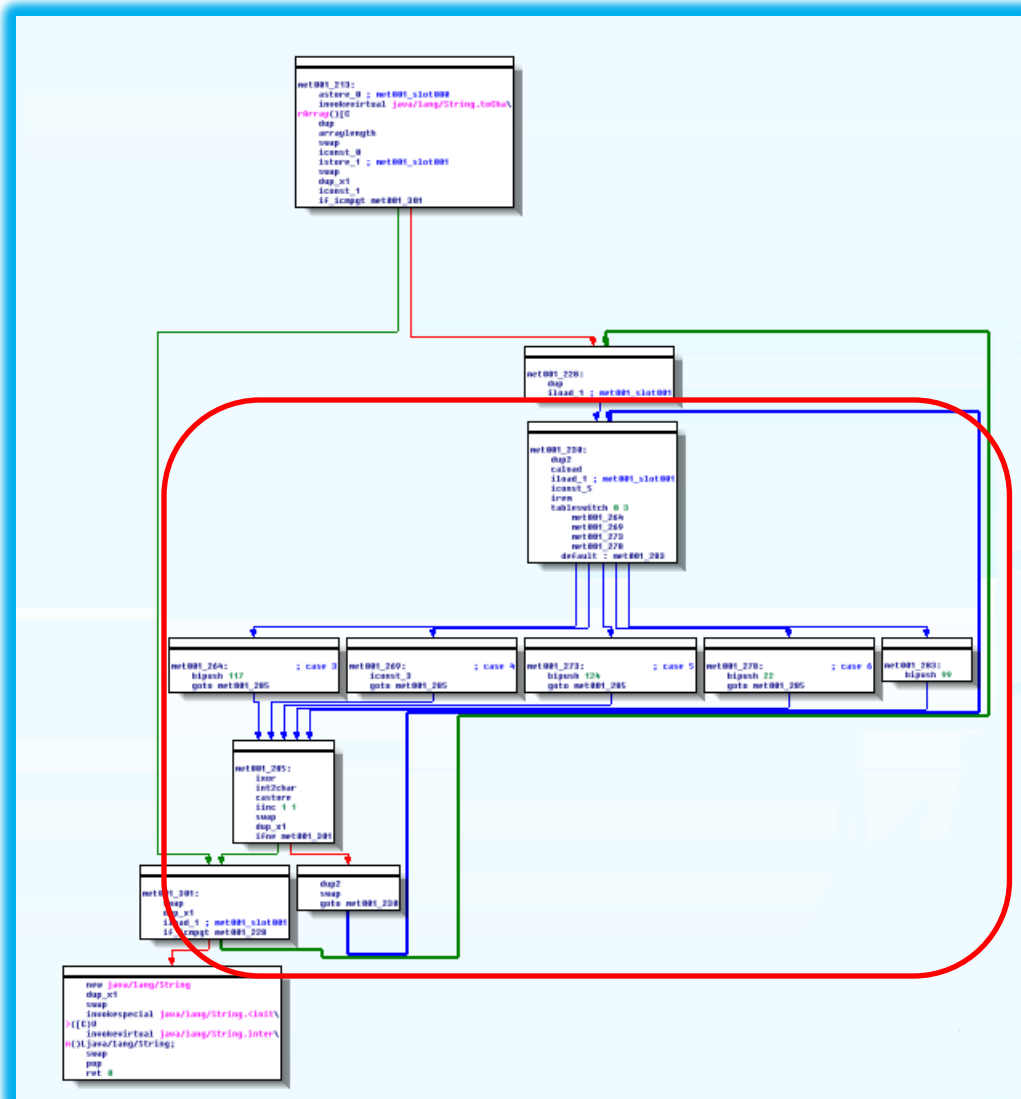 met001_213:
astore_0 ; met001_slot000
invokevirtual java/lang/String.toCha\
rArray()[C
dup
arraylength
swap
iconst_0
istore_1 ; met001_slot001
swap
dup_x1
iconst_1
if_icmpgt met001_301
met001_228:
dup
iload_1 ; met001_slot001
met001_230:
dup2
caload
iload_1 ; met001_slot001
iconst_5
irem
tableswitch 0 3
met001_264
met001_269
met001_273
met001_278
default : met001_283
met001_264: ; case 3
bipush 117
goto met001_285
met001_269: ; case 4
iconst_3
goto met001_285
met001_273: ; case 5
bipush 124
goto met001_285
met001_278: ; case 6
bipush 22
goto met001_285
met001_283:
bipush 99
met001_285:
ixor
int2char
castore
iinc 1 1
swap
dup_x1
ifne met001_301
met001_301:
swap
dup_x1
iload_1 ; met001_slot001
if_icmpgt met001_228
dup2
swap
goto met001_230
new java/lang/String
dup_x1
swap
invokespecial java/lang/String.<init\
>([C)V
invokevirtual java/lang/String.inter\
n()Ljava/lang/String;
swap
pop
ret 0